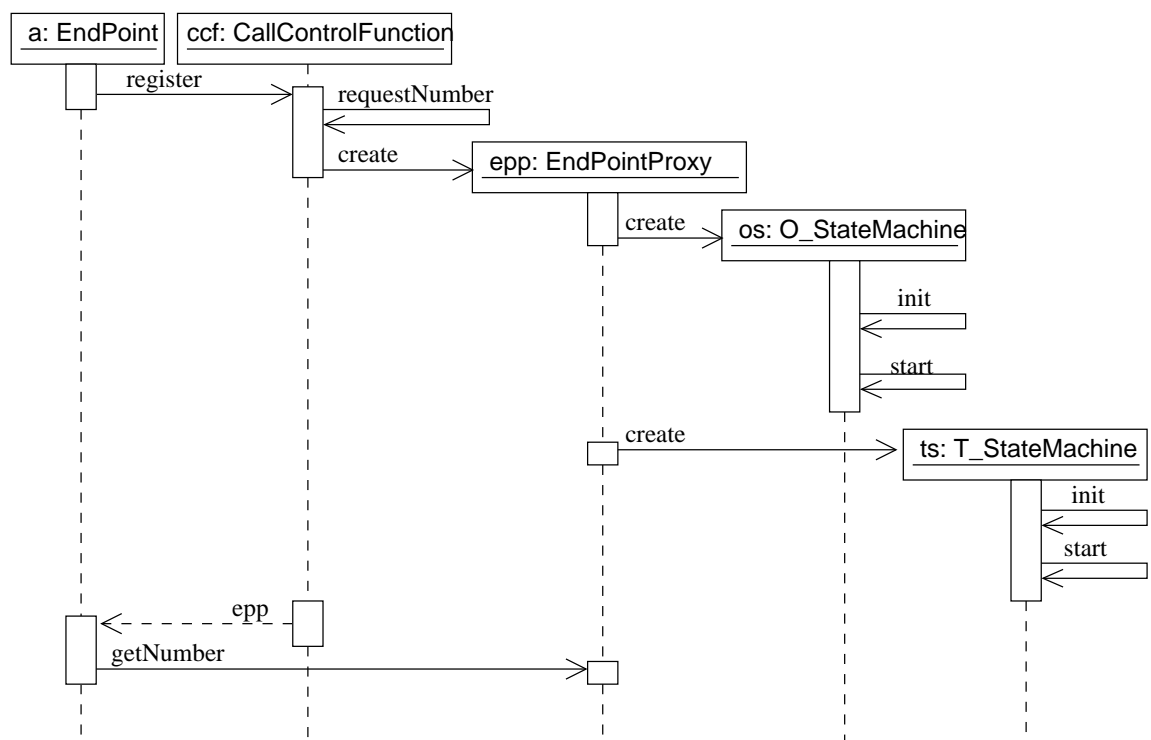 a: EndPoint
ccf: CallControlFunction
register
requestNumber
create
epp: EndPointProxy
create
os: O_StateMachine
init
start
create
ts: T_StateMachine
init
start
epp
getNumber